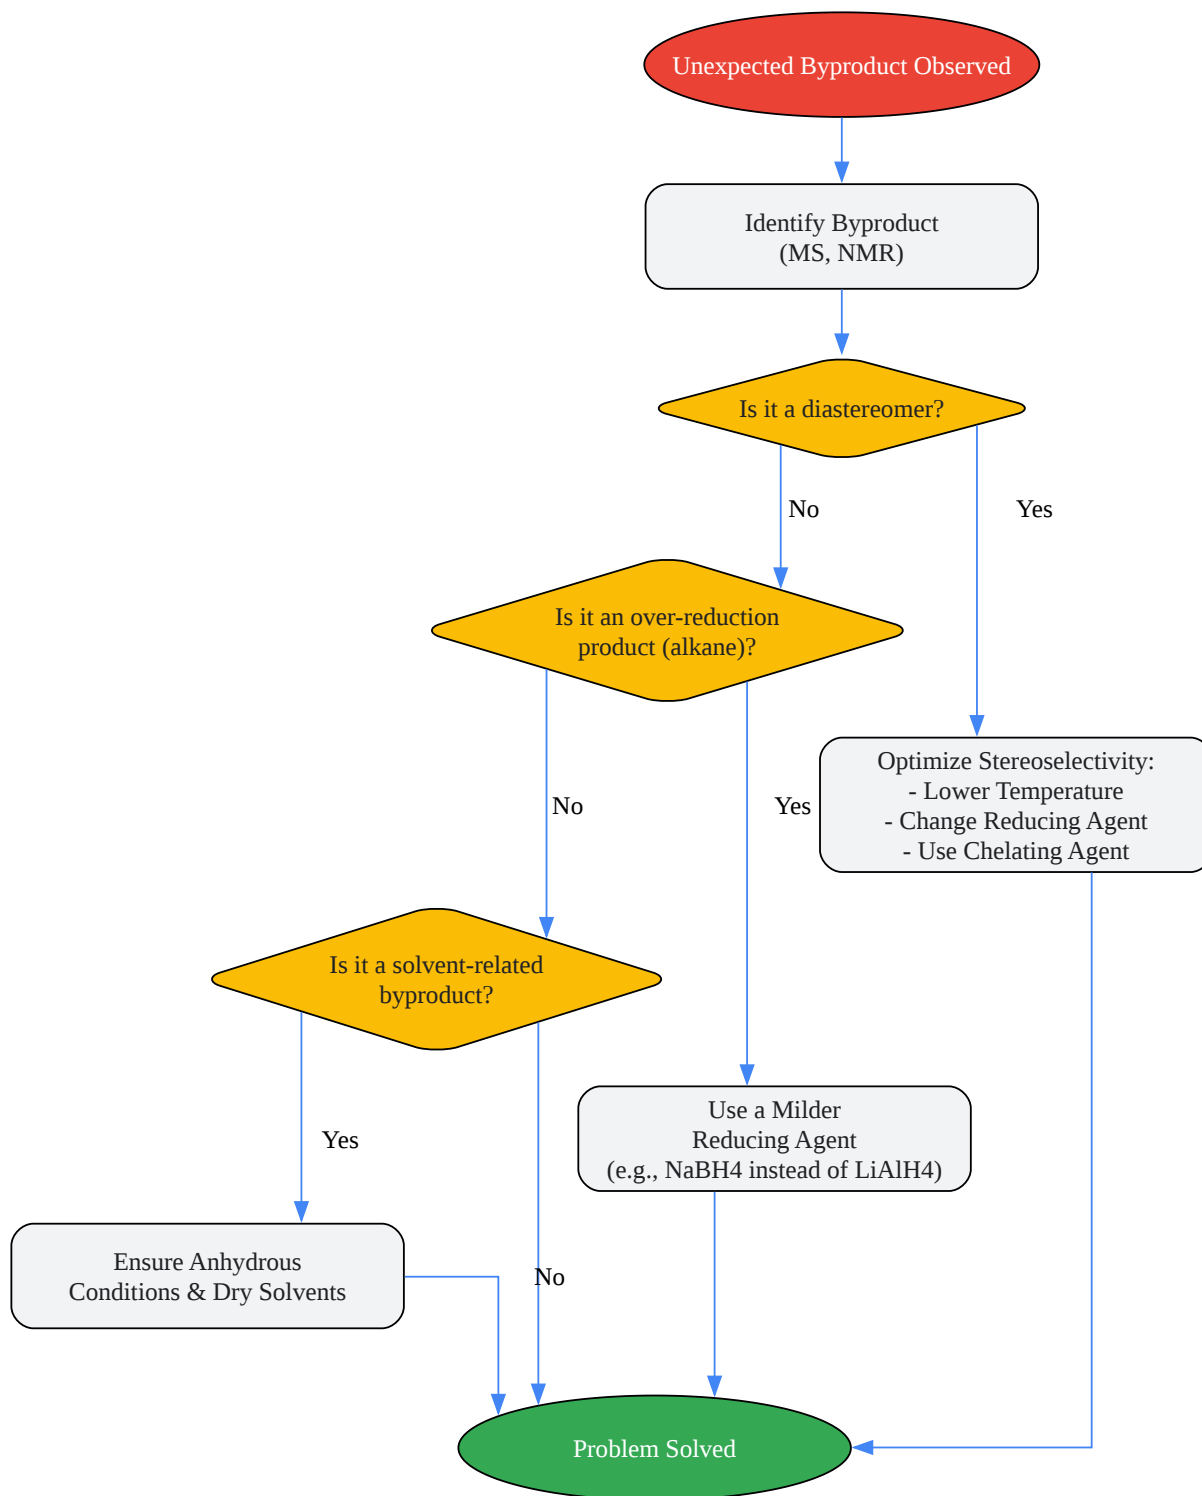 Unexpected Byproduct Observed
Identify Byproduct
(MS, NMR)
Is it a diastereomer?
No
Yes
Is it an over-reduction
product (alkane)?
Optimize Stereoselectivity:
- Lower Temperature
- Change Reducing Agent
- Use Chelating Agent
No
Yes
Is it a solvent-related
byproduct?
Use a Milder
Reducing Agent
(e.g., NaBH4 instead of LiAlH4)
Yes
Ensure Anhydrous
Conditions & Dry Solvents
No
Problem Solved